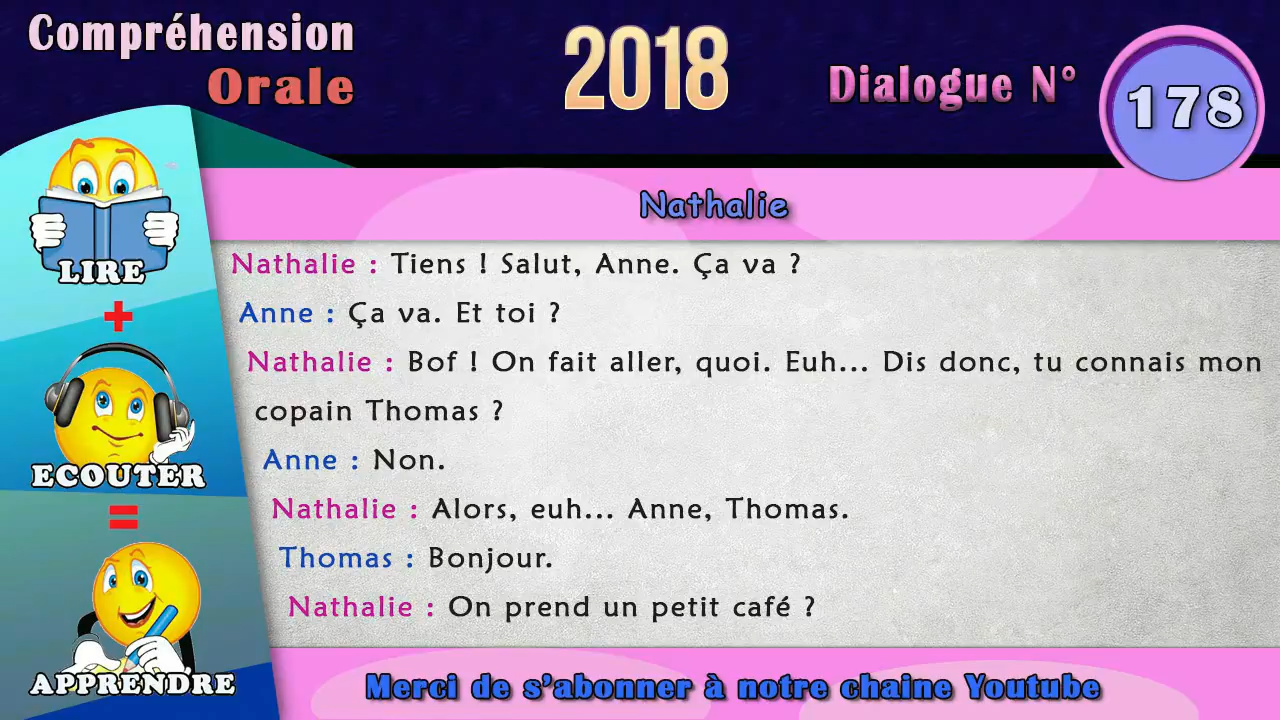 Compréhension
Orale
2018
Dialogue N°
178
Nathalie
LIRE
+
ECOUTER
=
APPRENDRE
Nathalie : Tiens ! Salut, Anne. Ça va ?
Anne : Ça va. Et toi ?
Nathalie : Bof ! On fait aller, quoi. Euh... Dis donc, tu connais mon
copain Thomas ?
Anne : Non.
Nathalie : Alors, euh... Anne, Thomas.
Thomas : Bonjour.
Nathalie : On prend un petit café ?
Merci de s'abonner à notre chaine Youtube